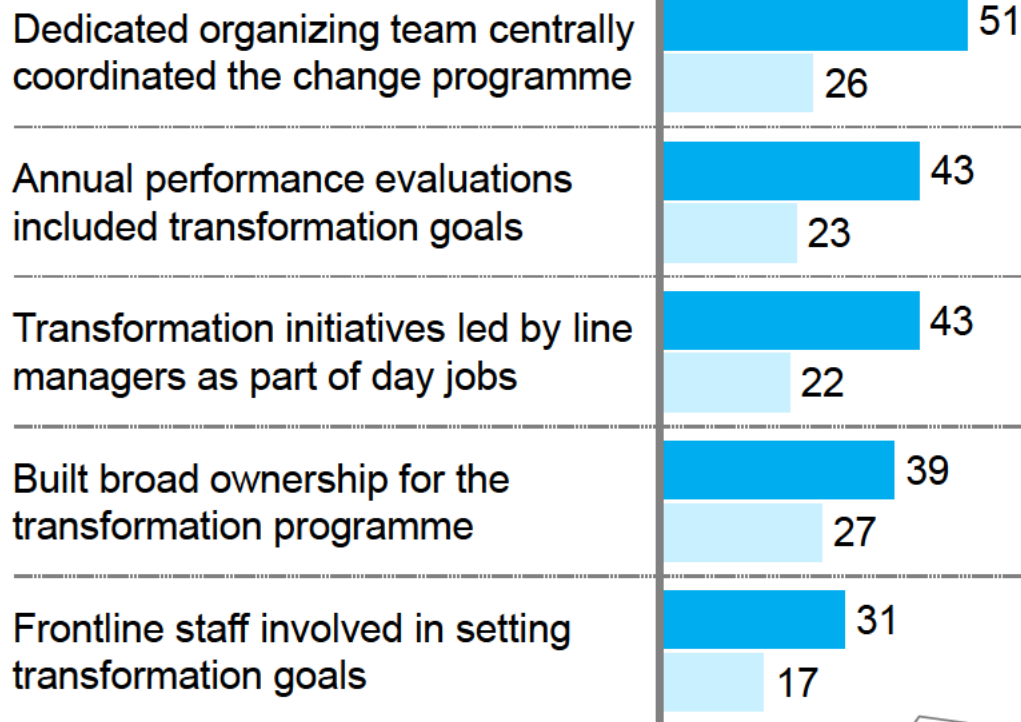 Dedicated organizing team centrally
coordinated the change programme
51
26
Annual performance evaluations
included transformation goals
43
23
Transformation initiatives led by line
managers as part of day jobs
43
22
Built broad ownership for the
transformation programme
39
27
Frontline staff involved in setting
transformation goals
31
17